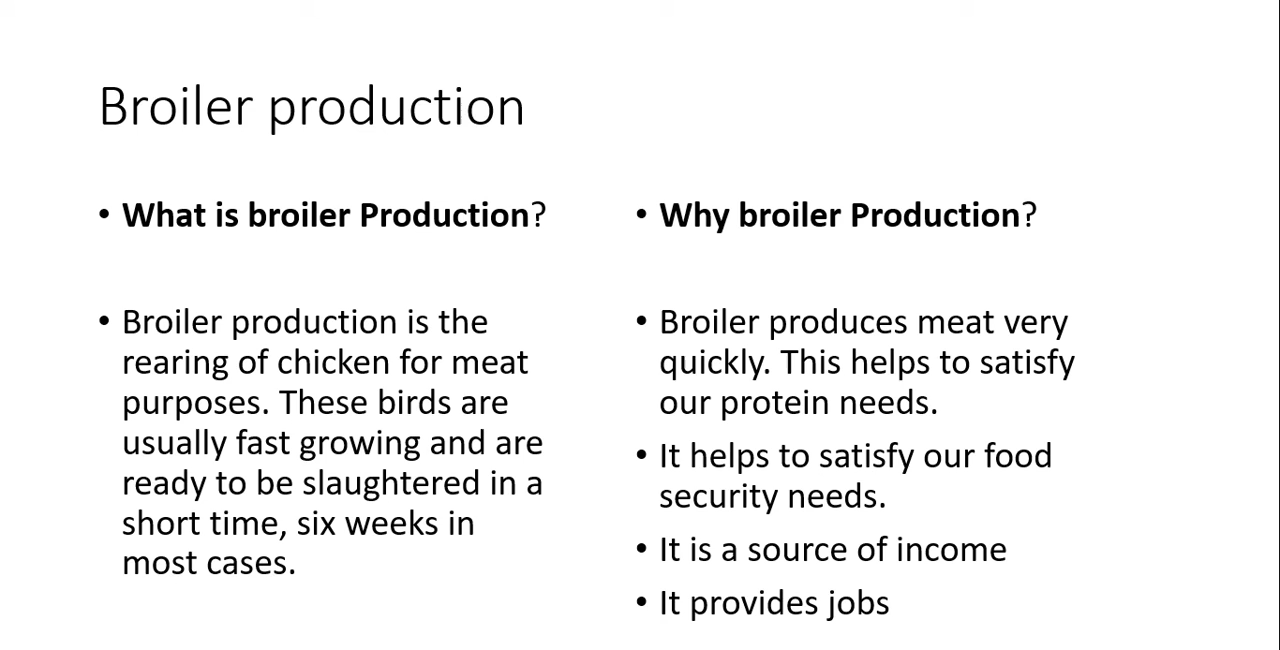 Broiler production
• What is broiler Production?
• Broiler production is the
rearing of chicken for meat
purposes. These birds are
usually fast growing and are
ready to be slaughtered in a
short time, six weeks in
most cases.
• Why broiler Production?
• Broiler produces meat very
quickly. This helps to satisfy
our protein needs.
• It helps to satisfy our food
security needs.
• It is a source of income
• It provides jobs